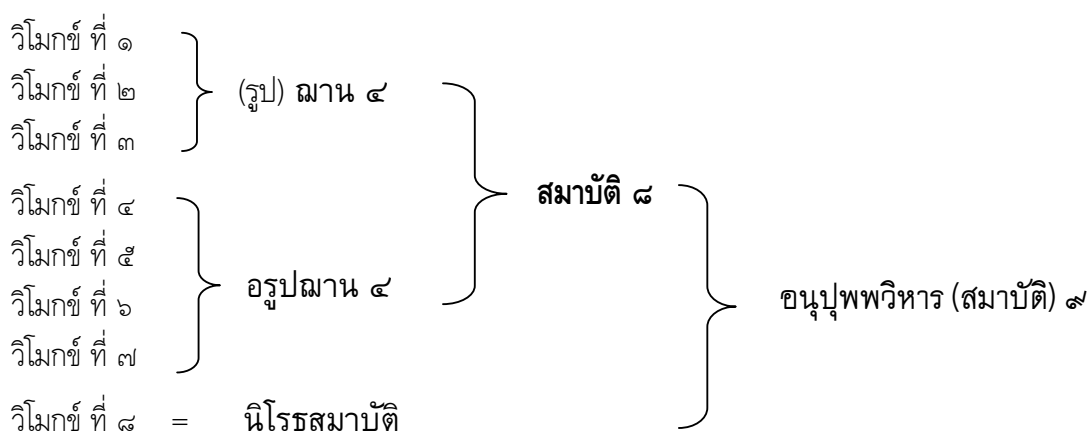 วิโมกข์ ที่ ๑
วิโมกข์ ที่ ๒ (รูป) ฌาน ๔
วิโมกข์ ที่ ๓
วิโมกข์ ที่ ๔ สมาบัติ ๘
วิโมกข์ ที่ ๕
วิโมกข์ ที่ ๖ อรูปฌาน ๔ อนุปุพพวิหาร (สมาบัติ) ๙
วิโมกข์ ที่ ๗
วิโมกข์ ที่ ๘ = นิโรธสมาบัติ